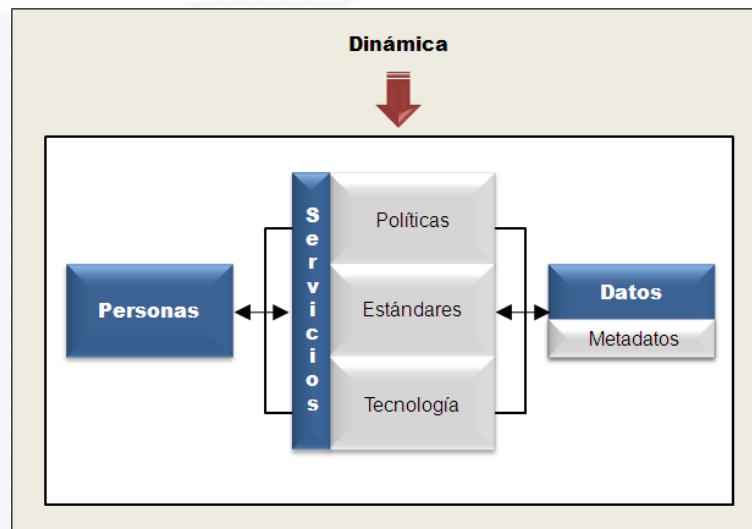 Dinámica
Servicios
Políticas
Personas
Estándares
Datos
Metadatos
Tecnología